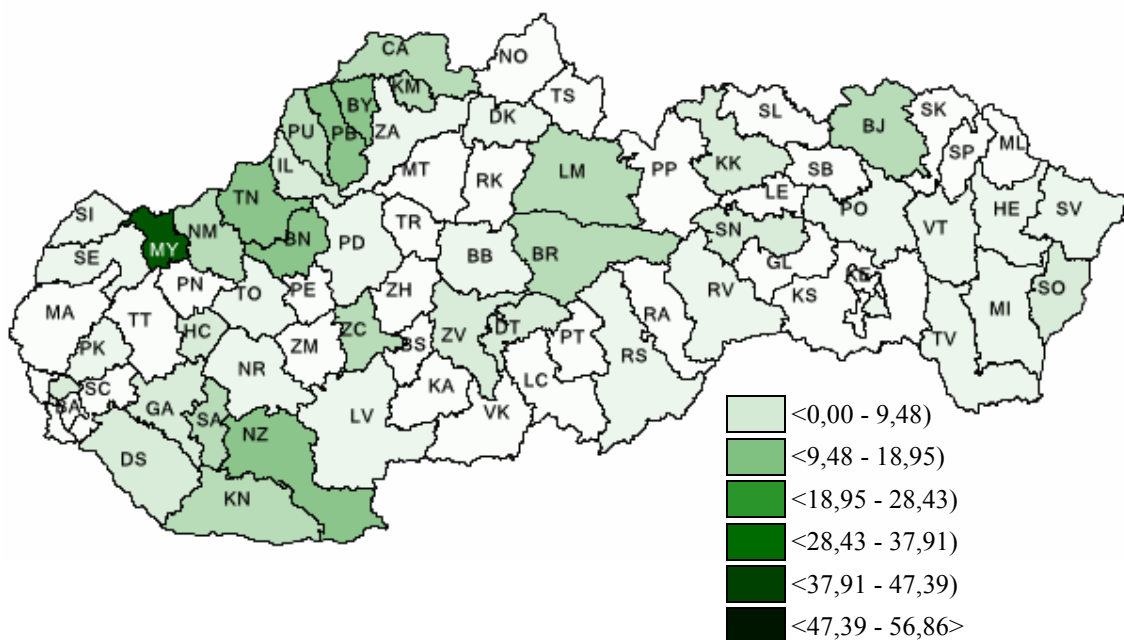 CA
NO
KM
TS
BY
PU
PB
ZA
DK
SL
SK
BJ
ML
SP
IL
MT
RK
LM
PP
KK
SB
LE
TN
SI
MY
NM
BN
PD
TR
BB
BR
SN
PO
VT
HE
SV
SE
PN
TO
PE
ZH
GL
KE
KS
RV
MA
TT
HC
ZC
ZV
DT
RA
MI
SO
PK
ZM
BS
PT
RS
TV
SC
NR
BA
GA
SA
KA
LC
LV
VK
NZ
DS
KN
<0,00 - 9,48)
<9,48 - 18,95)
<18,95 - 28,43)
<28,43 - 37,91)
<37,91 - 47,39)
<47,39 - 56,86>